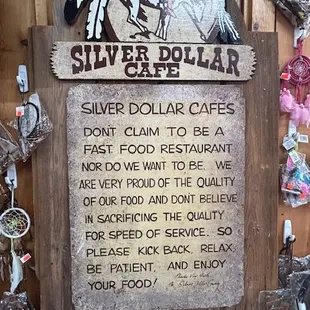 SILVER DOLLAR
CAFE
SILVER DOLLAR CAFES
DONT CLAIM TO BE A
FAST FOOD RESTAURANT
NOR DO WE WANT TO BE. WE
ARE VERY PROUD OF THE QUALITY
OF OUR FOOD AND DONT BELIEVE
IN SACRIFICING THE QUALITY
FOR SPEED OF SERVICE. SO
PLEASE KICK BACK, RELAX,
BE PATIENT, AND ENJOY
YOUR FOOD!